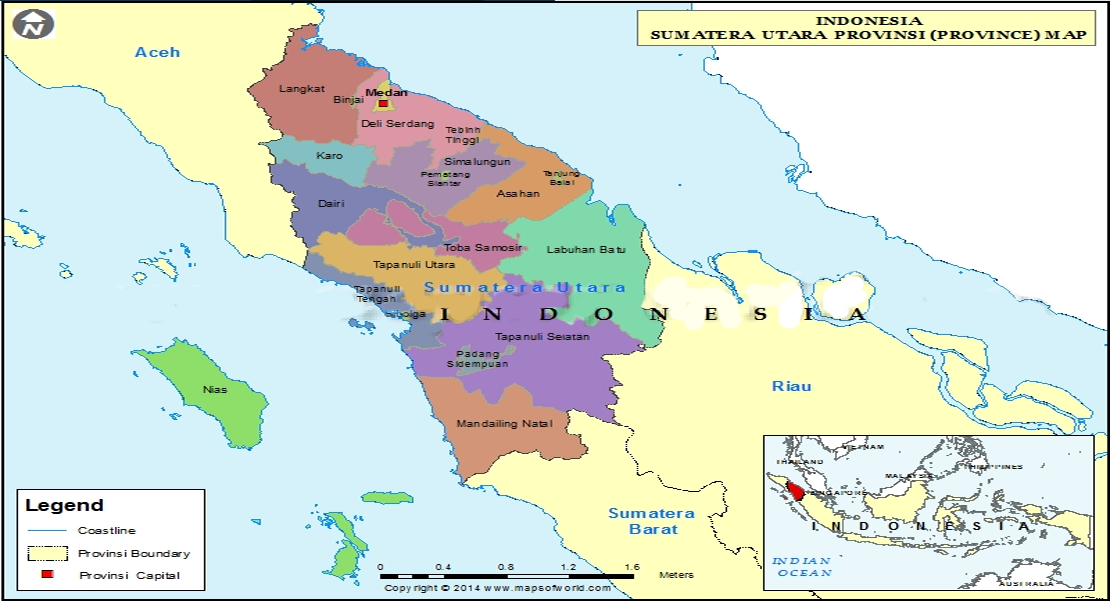 N
INDONESIA
SUMATERA UTARA PROVINSI (PROVINCE) MAP
Aceh
Langkat
Binjai
Medan
Deli Serdang
Tebinh
Tinggi
Karo
Simalungun
Pematang
Siantar
Tanjung
Balai
Asahan
Dairi
Toba Samosir
Labuhan Batu
Tapanuli Utara
Sumatera Utara
Tapanuli
Tengah
INDONESIA
Tapanuli Selatan
Padang
Sidempuan
Nias
Riau
Mandailing Natal
Sumatera
Barat
Legend
Coastline
Provinsi Boundary
Provinsi Capital
0 0.4 0.8 1.2 1.6
Meters
Copyright © 2014 www.mapsofworld.com
VIETNAM
THAILAND
PHILIPPINES
MALAYSIA
SINGAPORE
INDONESIA
INDIAN
OCEAN
AUSTRALIA